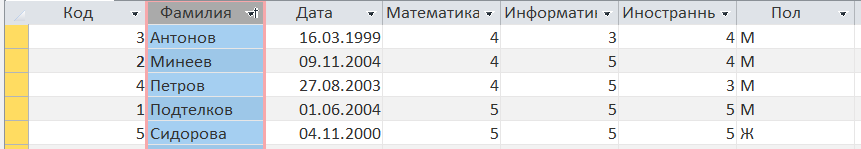 Код Фамилия Дата Математика Информати Иностранны Пол
3 Антонов 16.03.1999 4 3 4 М
2 Минеев 09.11.2004 4 5 4 М
4 Петров 27.08.2003 4 5 3 М
1 Подтелков 01.06.2004 5 5 5 М
5 Сидорова 04.11.2000 5 5 5 Ж